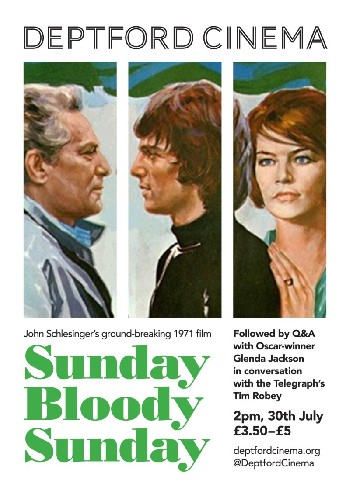 DEPTFORD CINEMA
John Schlesinger's ground-breaking 1971 film
Sunday
Bloody
Sunday
Followed by Q&A
with Oscar-winner
Glenda Jackson
in conversation
with the Telegraph's
Tim Robey
2pm, 30th July
£3.50–£5
deptfordcinema.org
@DeptfordCinema